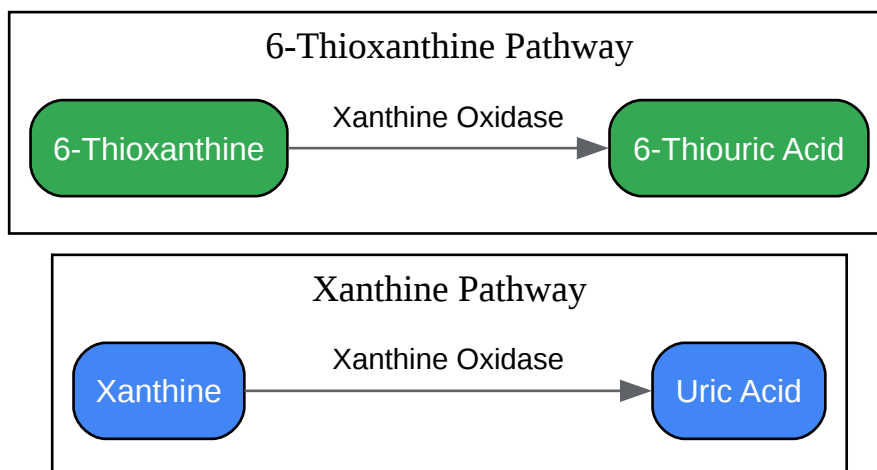 6-Thioxanthine Pathway
Xanthine Oxidase
6-Thioxanthine
6-Thiouric Acid
Xanthine Pathway
Xanthine Oxidase
Xanthine
Uric Acid